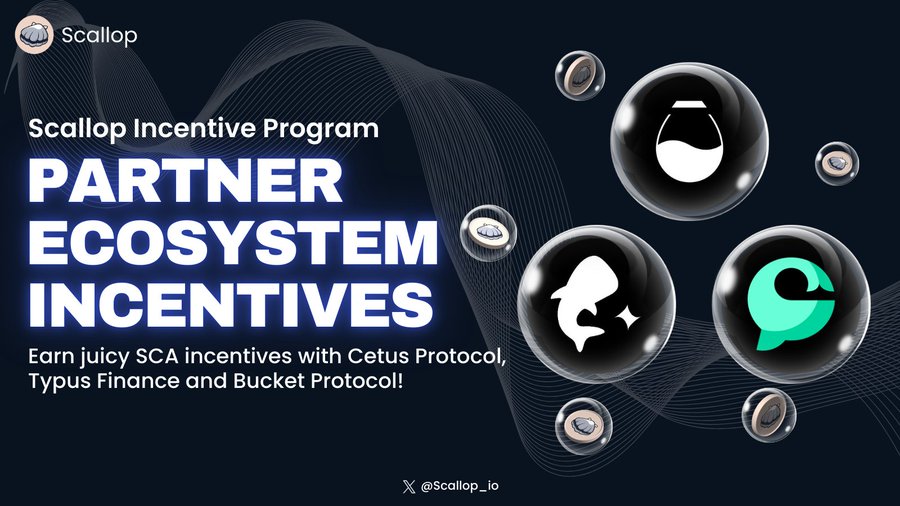 Scallop
Scallop Incentive Program
PARTNER
ECOSYSTEM
INCENTIVES
Earn juicy SCA incentives with Cetus Protocol,
Typus Finance and Bucket Protocol!
@Scallop_io